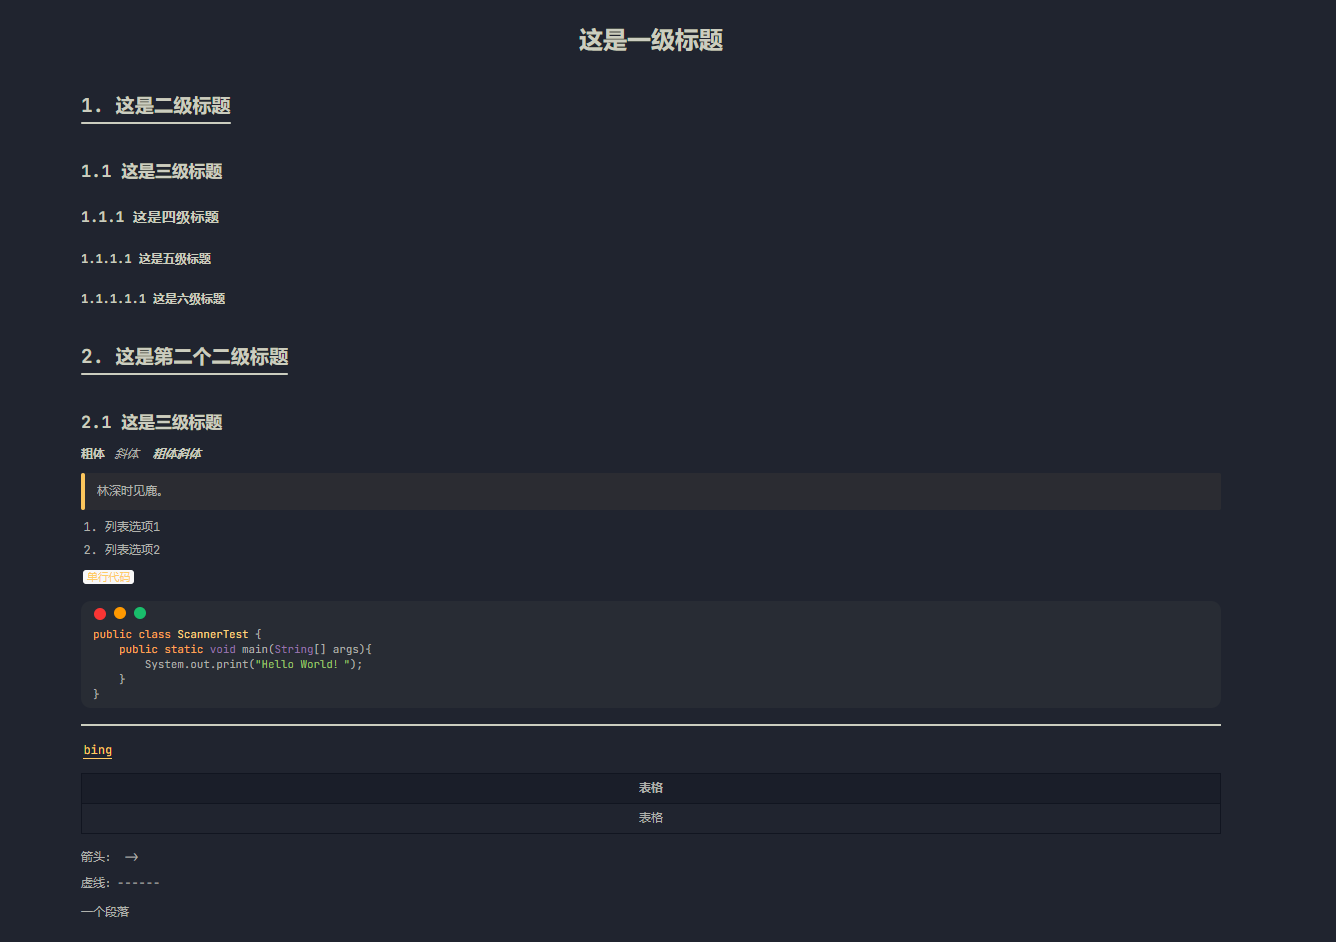 这是一级标题
1. 这是二级标题
1.1 这是三级标题
1.1.1 这是四级标题
1.1.1.1 这是五级标题
1.1.1.1.1 这是六级标题
2. 这是第二个二级标题
2.1 这是三级标题
粗体 斜体 粗体斜体
林深时见鹿。
1. 列表选项1
2. 列表选项2
单行代码
public class ScannerTest {
    public static void main(String[] args){
        System.out.print("Hello World! ");
    }
}
bing
表格
表格
箭头: →
虚线: ------
一个段落